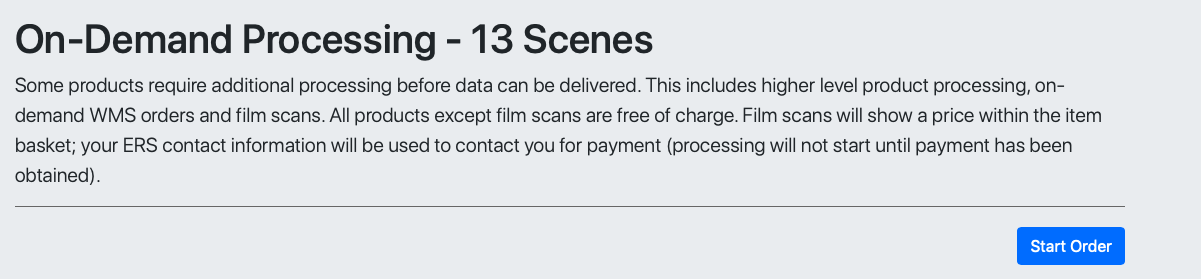 On-Demand Processing - 13 Scenes
Some products require additional processing before data can be delivered. This includes higher level product processing, on-
demand WMS orders and film scans. All products except film scans are free of charge. Film scans will show a price within the item
basket; your ERS contact information will be used to contact you for payment (processing will not start until payment has been
obtained).
Start Order